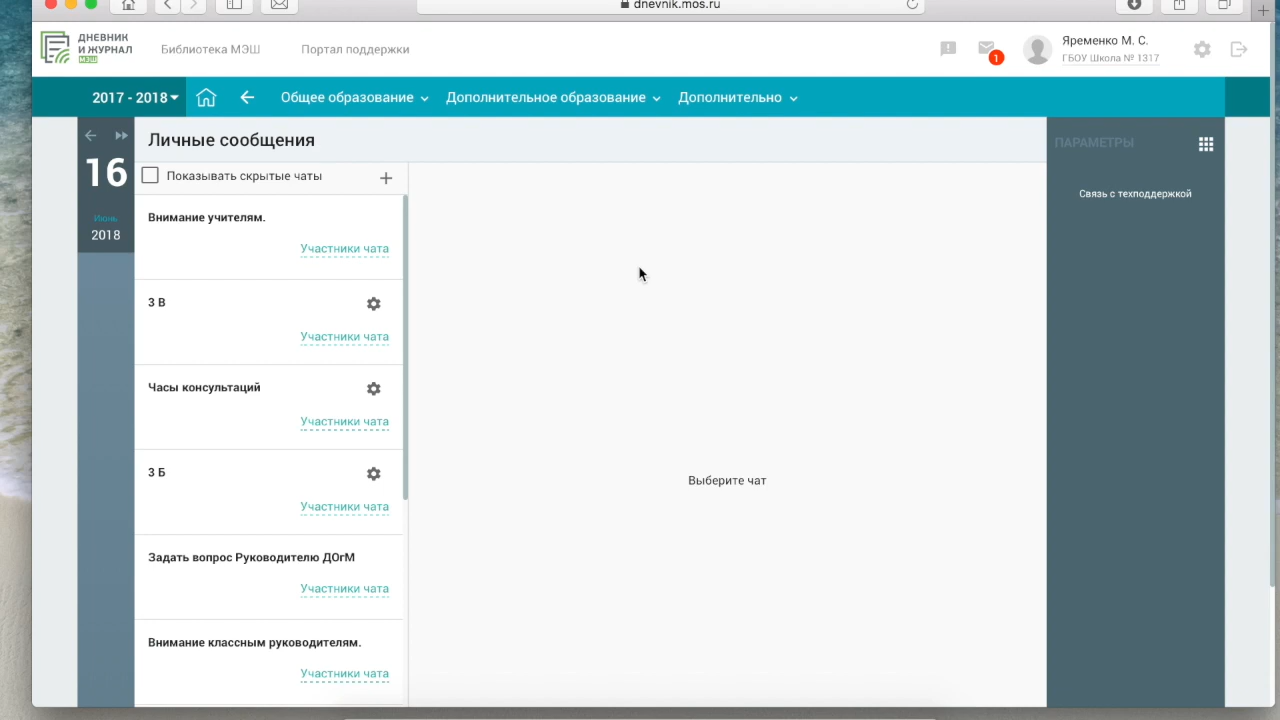 dnevnik.mos.ru
ДНЕВНИК
И ЖУРНАЛ
МЭШ
Библиотека МЭШ
Портал поддержки
1
Яременко М. С.
ГБОУ Школа № 1317
2017 - 2018
Общее образование
Дополнительное образование
Дополнительно
16
Июнь
2018
Личные сообщения
Показывать скрытые чаты
Внимание учителям.
Участники чата
3 В
Участники чата
Часы консультаций
Участники чата
3 Б
Участники чата
Задать вопрос Руководителю ДОгМ
Участники чата
Внимание классным руководителям.
Участники чата
Выберите чат
ПАРАМЕТРЫ
Связь с техподдержкой